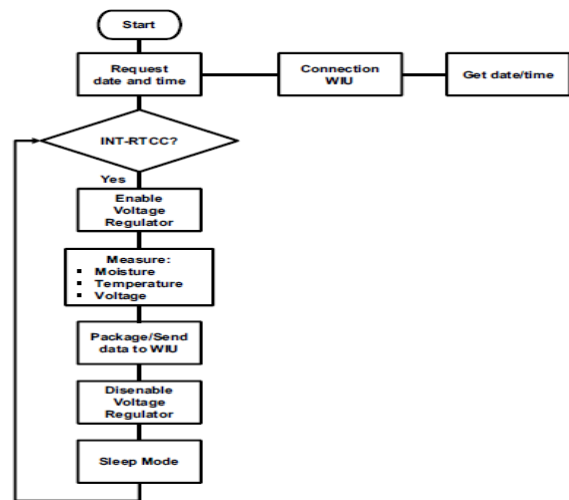 Start
Request
date and time
Connection
WIU
Get date/time
INT-RTCC?
Yes
Enable
Voltage
Regulator
Measure:
▪ Moisture
▪ Temperature
▪ Voltage
Package/Send
data to WIU
Disenable
Voltage
Regulator
Sleep Mode